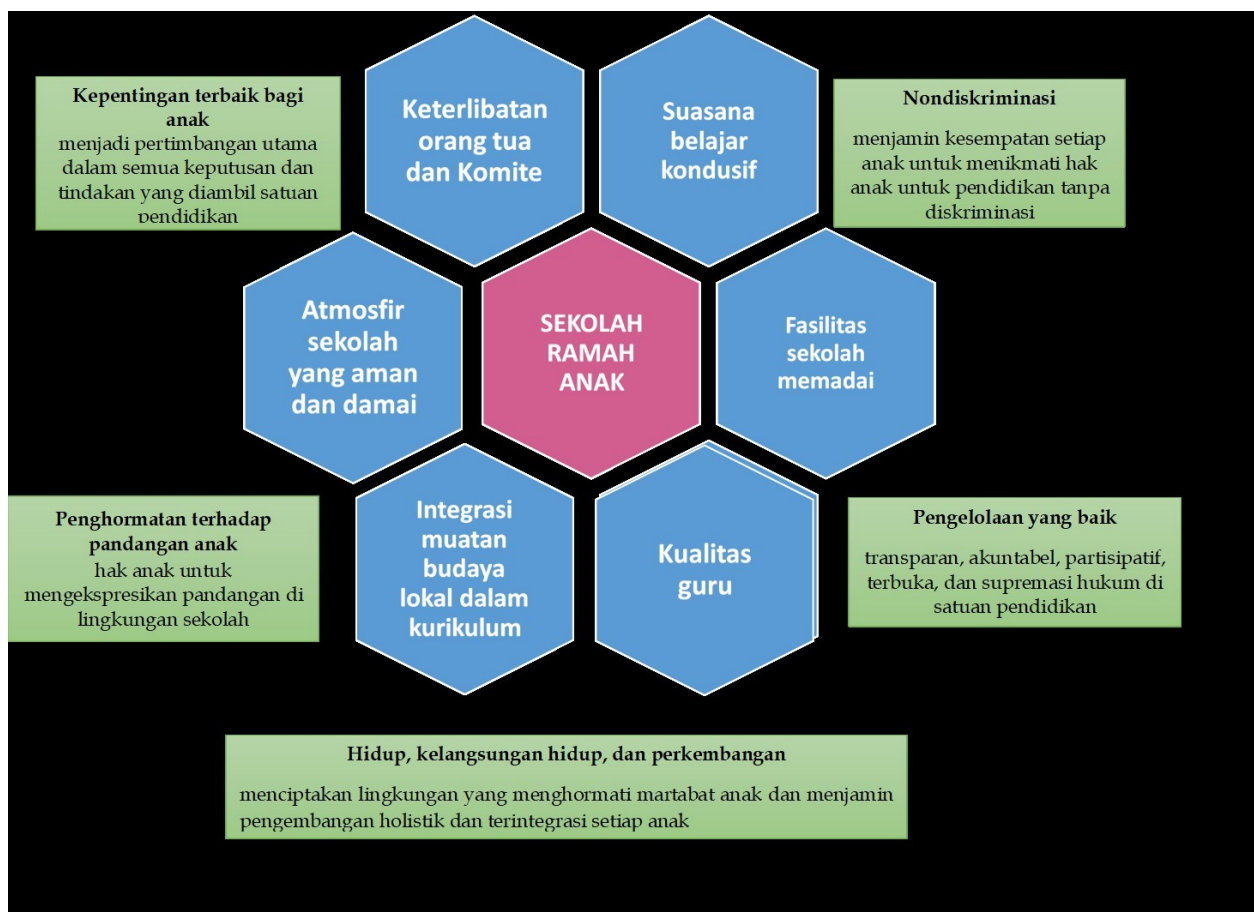 Kepentingan terbaik bagi
anak
menjadi pertimbangan utama
dalam semua keputusan dan
tindakan yang diambil satuan
pendidikan
Keterlibatan
orang tua
dan Komite
Suasana
belajar
kondusif
Nondiskriminasi
menjamin kesempatan setiap
anak untuk menikmati hak
anak untuk pendidikan tanpa
diskriminasi
Atmosfir
sekolah
yang aman
dan damai
SEKOLAH
RAMAH
ANAK
Fasilitas
sekolah
memadai
Penghormatan terhadap
pandangan anak
hak anak untuk
mengekspresikan pandangan di
lingkungan sekolah
Integrasi
muatan
budaya
lokal dalam
kurikulum
Kualitas
guru
Pengelolaan yang baik
transparan, akuntabel, partisipatif,
terbuka, dan supremasi hukum di
satuan pendidikan
Hidup, kelangsungan hidup, dan perkembangan
menciptakan lingkungan yang menghormati martabat anak dan menjamin
pengembangan holistik dan terintegrasi setiap anak